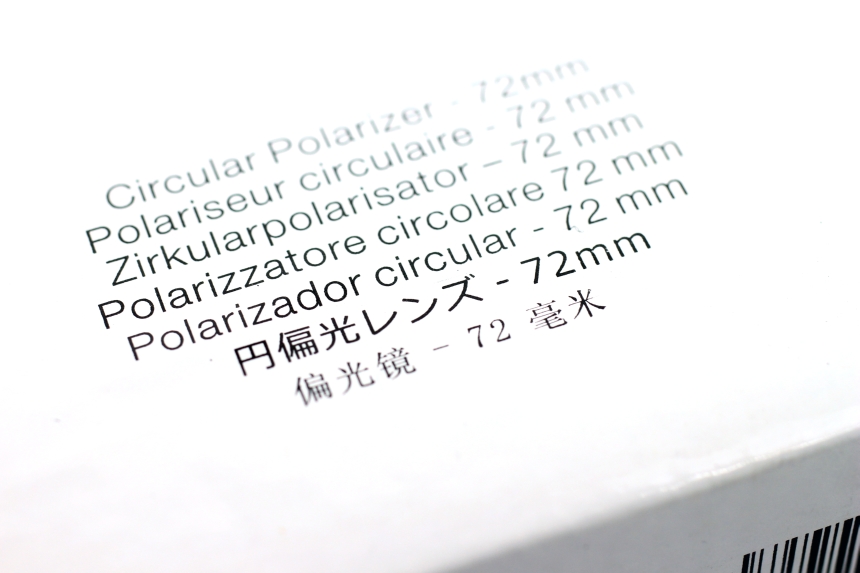 Circular Polarizer - 72mm
Polariseur circulaire - 72 mm
Zirkularpolarisator – 72 mm
Polarizzatore circolare 72 mm
Polarizador circular - 72 mm
円偏光レンズ - 72mm
偏光镜 – 72 毫米